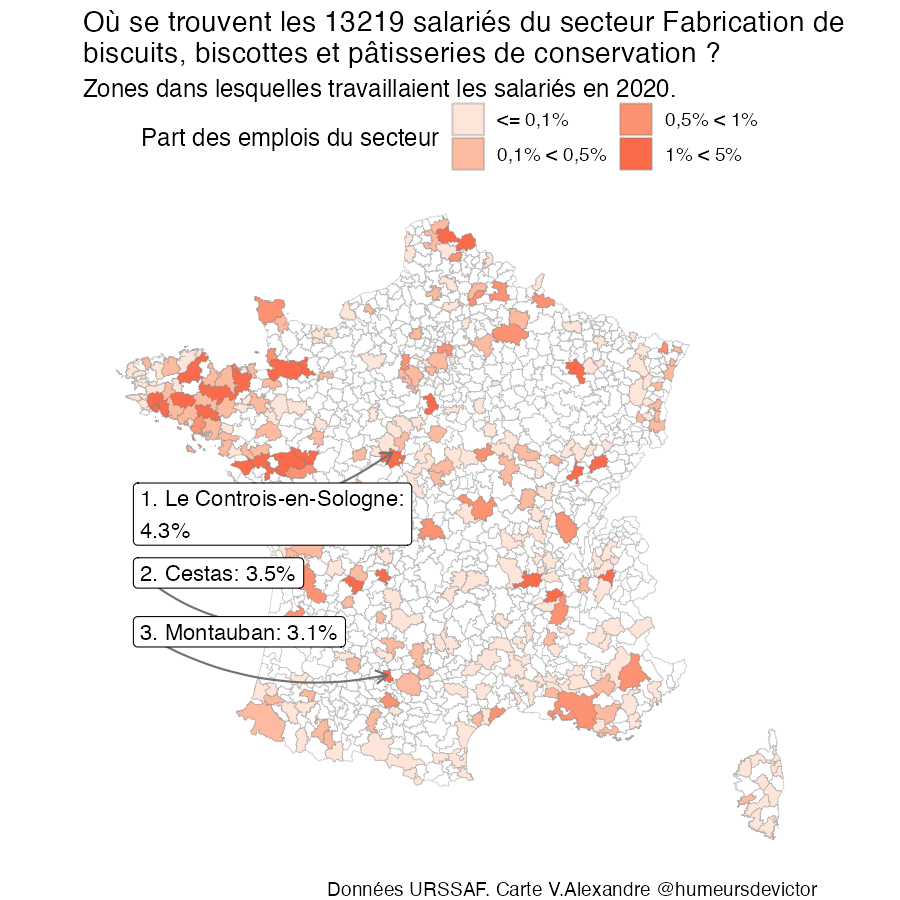 Où se trouvent les 13219 salariés du secteur Fabrication de
biscuits, biscottes et pâtisseries de conservation ?
Zones dans lesquelles travaillaient les salariés en 2020.
Part des emplois du secteur
<= 0,1%
0,1% < 0,5%
0,5% < 1%
1% < 5%
1. Le Controis-en-Sologne:
4.3%
2. Cestas: 3.5%
3. Montauban: 3.1%
Données URSSAF. Carte V.Alexandre @humeursdevictor